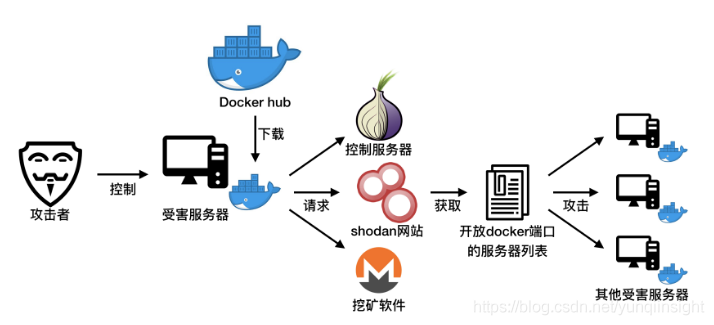 Docker hub
下载
控制服务器
攻击者
控制
受害服务器
请求
shodan网站
获取
开放docker端口
的服务器列表
攻击
挖矿软件
其他受害服务器
https://blog.csdn.net/yunqiinsight